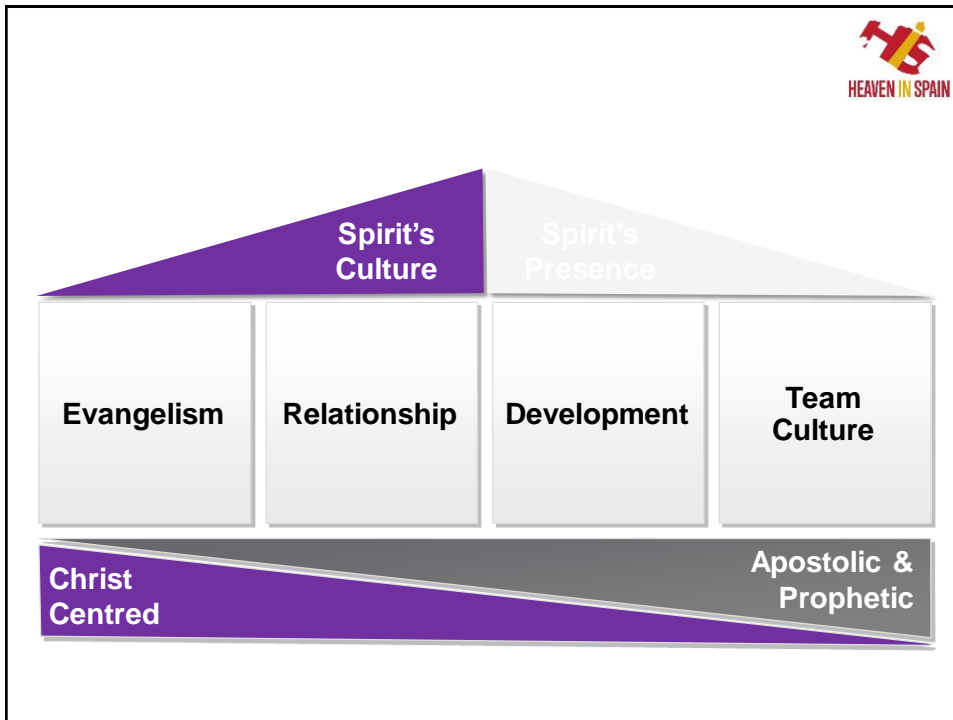 HEAVEN IN SPAIN
Spirit's
Culture
Spirit's
Presence
Evangelism
Relationship
Development
Team
Culture
Christ
Centred
Apostolic &
Prophetic